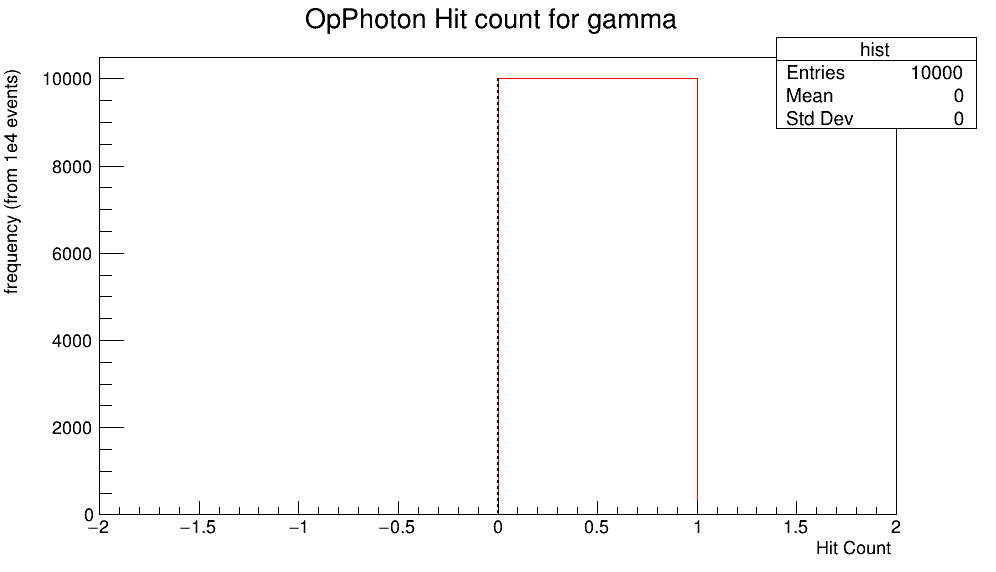 OpPhoton Hit count for gamma
hist
Entries 10000
Mean 0
Std Dev 0
frequency (from 1e4 events)
10000
8000
6000
4000
2000
0
−2 −1.5 −1 −0.5 0 0.5 1 1.5 2
Hit Count